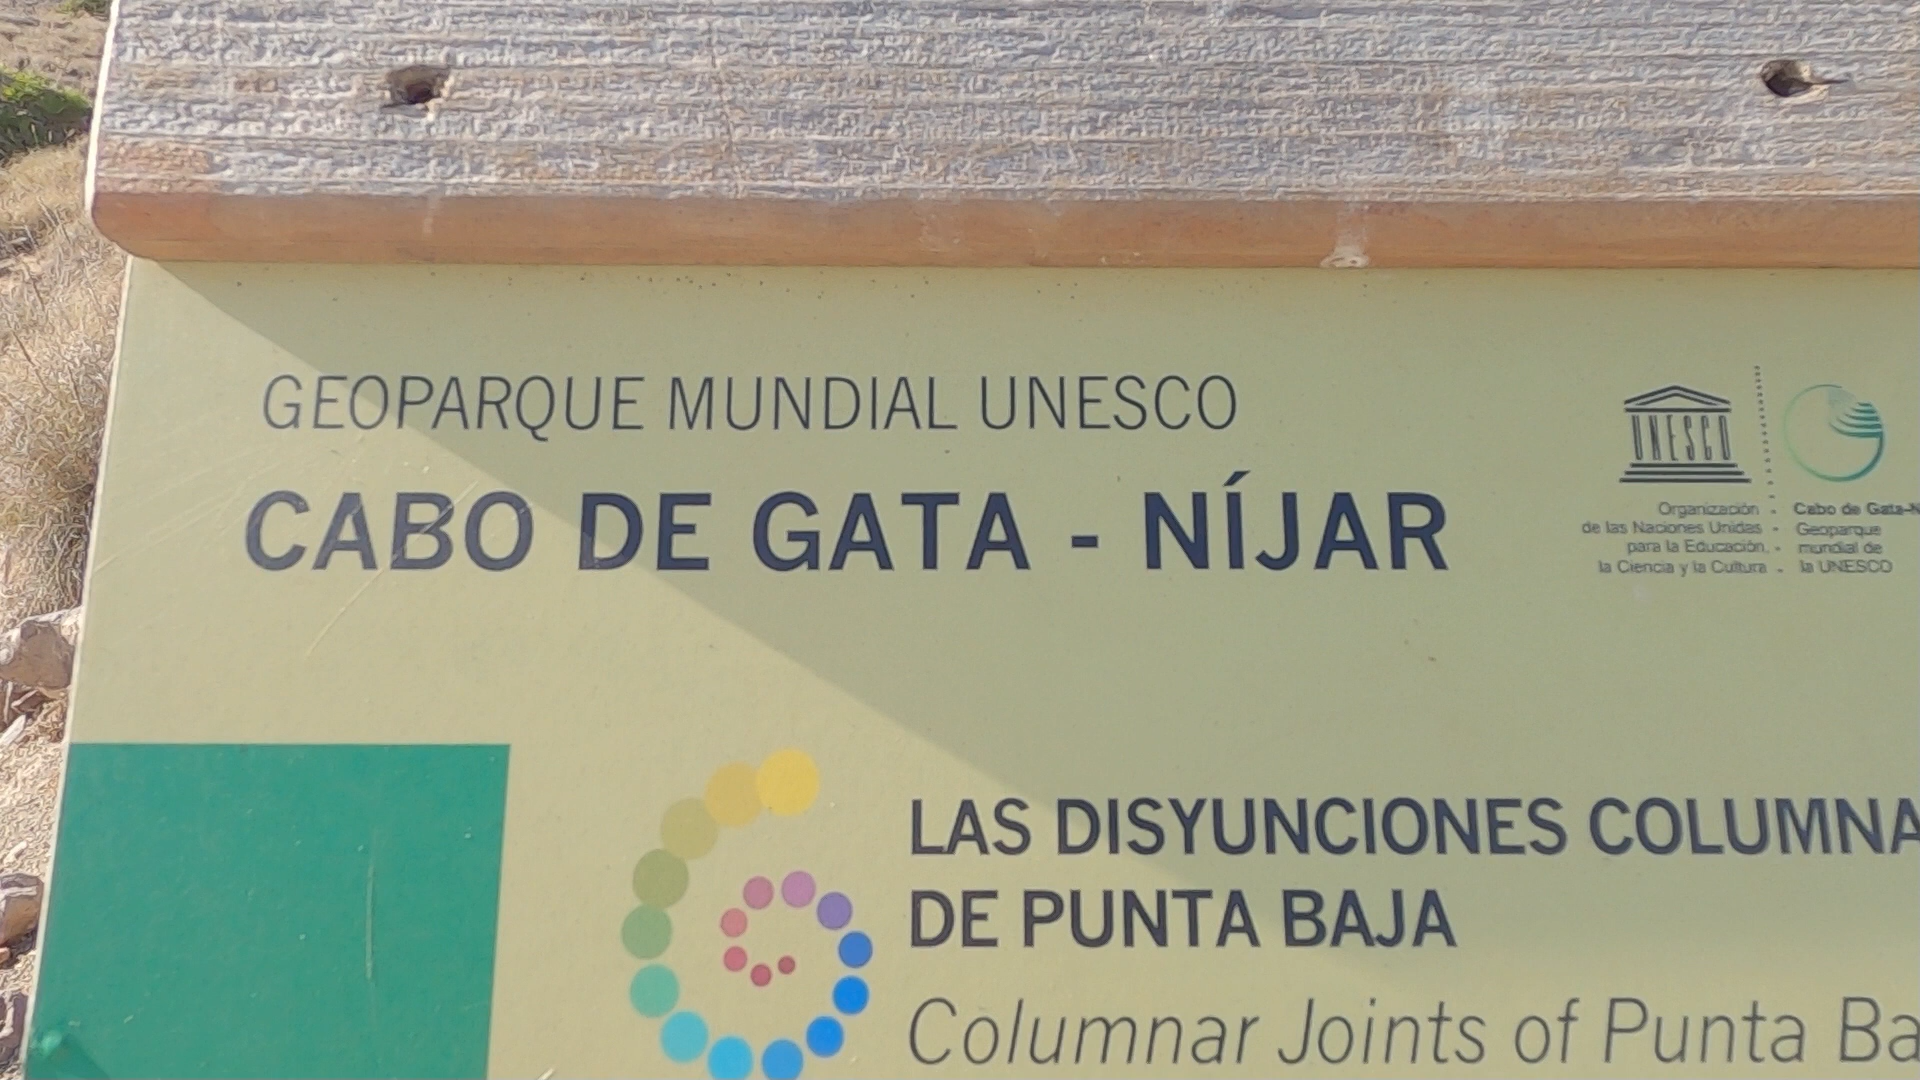 GEOPARQUE MUNDIAL UNESCO
CABO DE GATA - NÍJAR
UNESCO
Organización
de las Naciones Unidas
para la Educación,
la Ciencia y la Cultura
Cabo de Gata-N
Geoparque
mundial de
la UNESCO
LAS DISYUNCIONES COLUMNA
DE PUNTA BAJA
Columnar Joints of Punta Ba